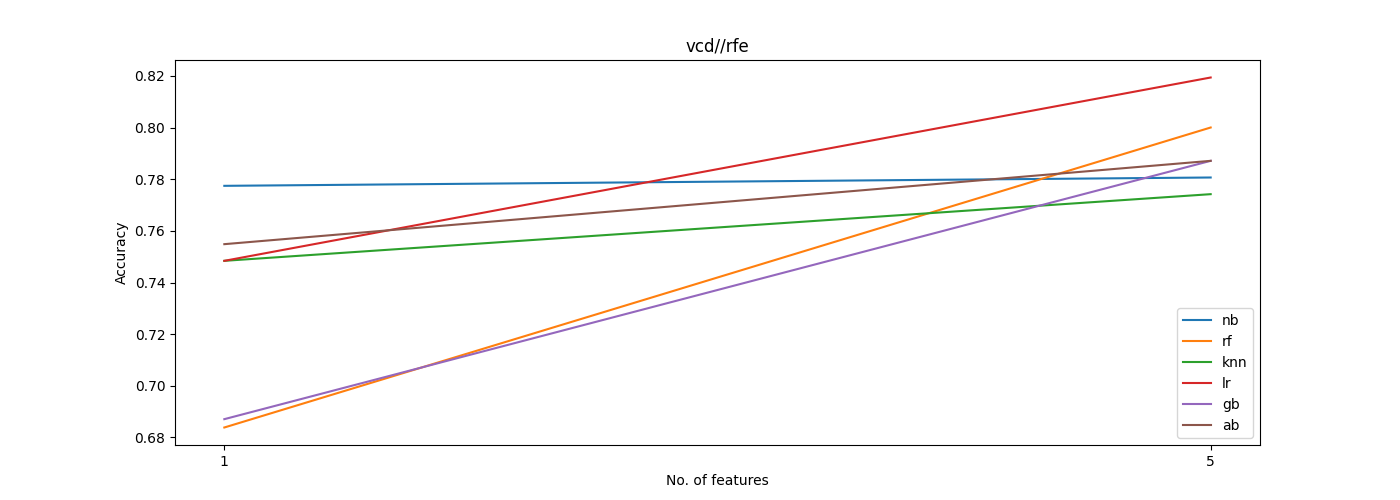 vcd//rfe
Accuracy
0.82
0.80
0.78
0.76
0.74
0.72
0.70
0.68
1
5
No. of features
nb
rf
knn
lr
gb
ab